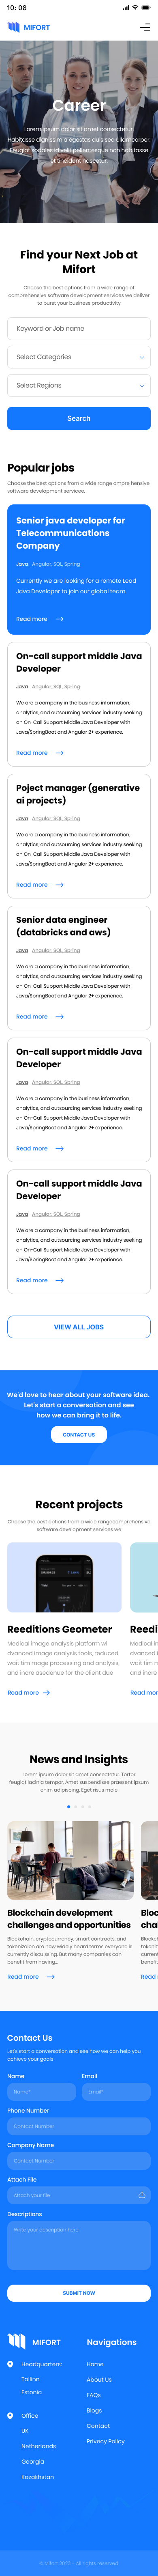 10: 08
MIFORT
Career
Lorem ipsum dolor sit amet consectetur.
Habitasse dignissim a egestas duis sed ullamcorper.
Feugiat sodales id velit pellentesque non habitasse
at tincidunt nascetur.
Find your Next Job at
Mifort
Choose the best options from a wide range of
comprehensive software development services we deliver
to burst your business productivity
Keyword or Job name
Select Categories
Select Regions
Search
Popular jobs
Choose the best options from a wide range ampre-hensive
software development services.
Senior java developer for
Telecommunications
Company
Java Angular, SQL, Spring
Currently we are looking for a remote Lead
Java Developer to join our global team.
Read more
On-call support middle Java
Developer
Java Angular, SQL, Spring
We are a company in the business information,
analytics, and outsourcing services industry seeking
an On-Call Support Middle Java Developer with
Java/SpringBoot and Angular 2+ experience.
Read more
Poject manager (generative
ai projects)
Java Angular, SQL, Spring
We are a company in the business information,
analytics, and outsourcing services industry seeking
an On-Call Support Middle Java Developer with
Java/SpringBoot and Angular 2+ experience.
Read more
Senior data engineer
(databricks and aws)
Java Angular, SQL, Spring
We are a company in the business information,
analytics, and outsourcing services industry seeking
an On-Call Support Middle Java Developer with
Java/SpringBoot and Angular 2+ experience.
Read more
On-call support middle Java
Developer
Java Angular, SQL, Spring
We are a company in the business information,
analytics, and outsourcing services industry seeking
an On-Call Support Middle Java Developer with
Java/SpringBoot and Angular 2+ experience.
Read more
On-call support middle Java
Developer
Java Angular, SQL, Spring
We are a company in the business information,
analytics, and outsourcing services industry seeking
an On-Call Support Middle Java Developer with
Java/SpringBoot and Angular 2+ experience.
Read more
VIEW ALL JOBS
We'd love to hear about your software idea.
Let's start a conversation and see
how we can bring it to life.
CONTACT US
Recent projects
Choose the best options from a wide rangecomprehensive
software development services we
Reeditions Geometer
Medical image analysis platform wi
dvanced image analysis tools, reduced
wait tim mage processing and analysis,
and incre aseadenue for the client due
Read more
Reedi
Medical i
dvanced
wait tim m
and incre
Read mor
News and Insights
Lorem ipsum dolor sit amet consectetur. Tortor
feugiat lacinia tempor. Amet suspendisse praesent ipsum
enim adipiscing. Eget risus male
Blockchain development
challenges and opportunities
Blockchain, cryptocurrency, smart contracts, and
tokenization are now widely heard terms everyone is
currently discu ssing. But many companies can
benefit from having...
Read more
Bloc
chal
Blockch
tokeniz
currentl
benefit
Read
Contact Us
Let's start a conversation and see how we can help you
achieve your goals
Name Email
Name* Email*
Phone Number
Contact Number
Company Name
Contact Number
Attach File
Attach your file
Descriptions
Write your description here
SUBMIT NOW
MIFORT
Headquarters:
Tallinn
Estonia
Office
UK
Netherlands
Georgia
Kazakhstan
Navigations
Home
About Us
FAQs
Blogs
Contact
Privacy Policy